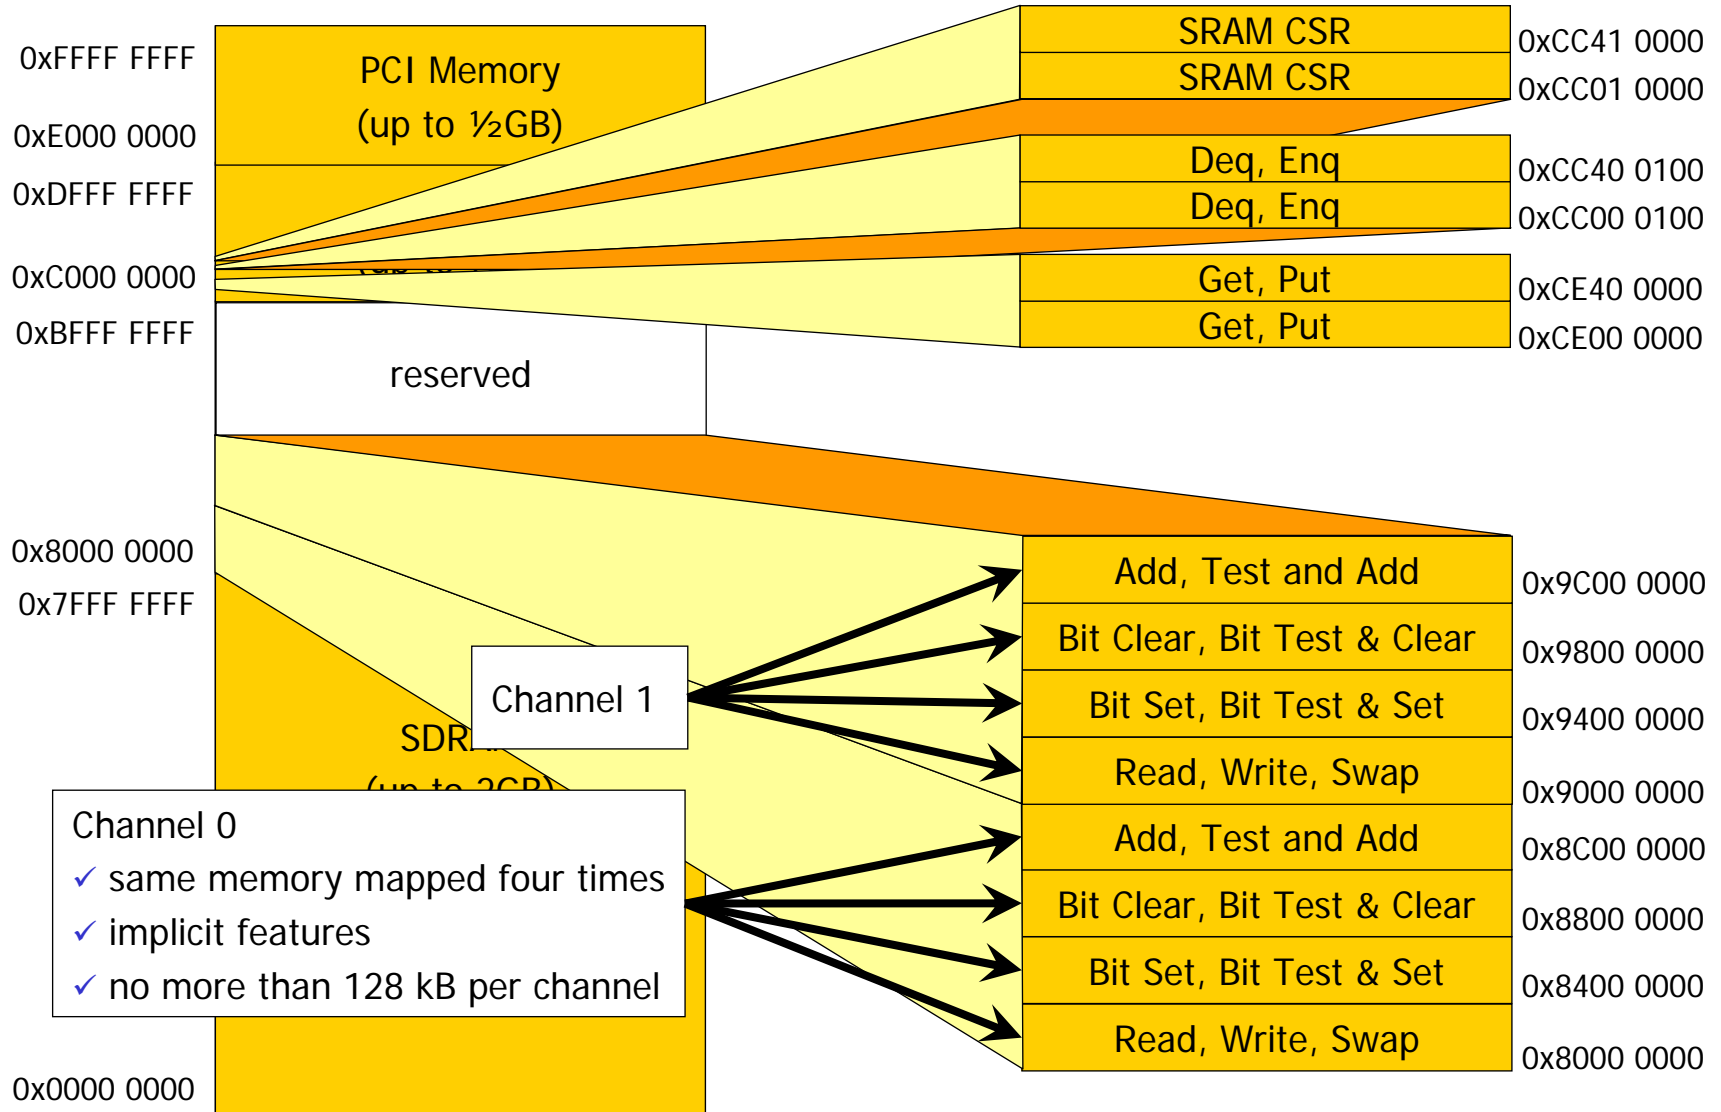 0xFFFF FFFF
PCI Memory
(up to ½GB)
0xE000 0000
0xDFFF FFFF
0xC000 0000
0xBFFF FFFF
reserved
0x8000 0000
0x7FFF FFFF
(up to 2GB)
0x0000 0000
SRAM CSR
0xCC41 0000
SRAM CSR
0xCC01 0000
Deq, Enq
0xCC40 0100
Deq, Enq
0xCC00 0100
Get, Put
0xCE40 0000
Get, Put
0xCE00 0000
Channel 1
Add, Test and Add
0x9C00 0000
Bit Clear, Bit Test & Clear
0x9800 0000
Bit Set, Bit Test & Set
0x9400 0000
Read, Write, Swap
0x9000 0000
Channel 0
✓ same memory mapped four times
✓ implicit features
✓ no more than 128 kB per channel
Add, Test and Add
0x8C00 0000
Bit Clear, Bit Test & Clear
0x8800 0000
Bit Set, Bit Test & Set
0x8400 0000
Read, Write, Swap
0x8000 0000